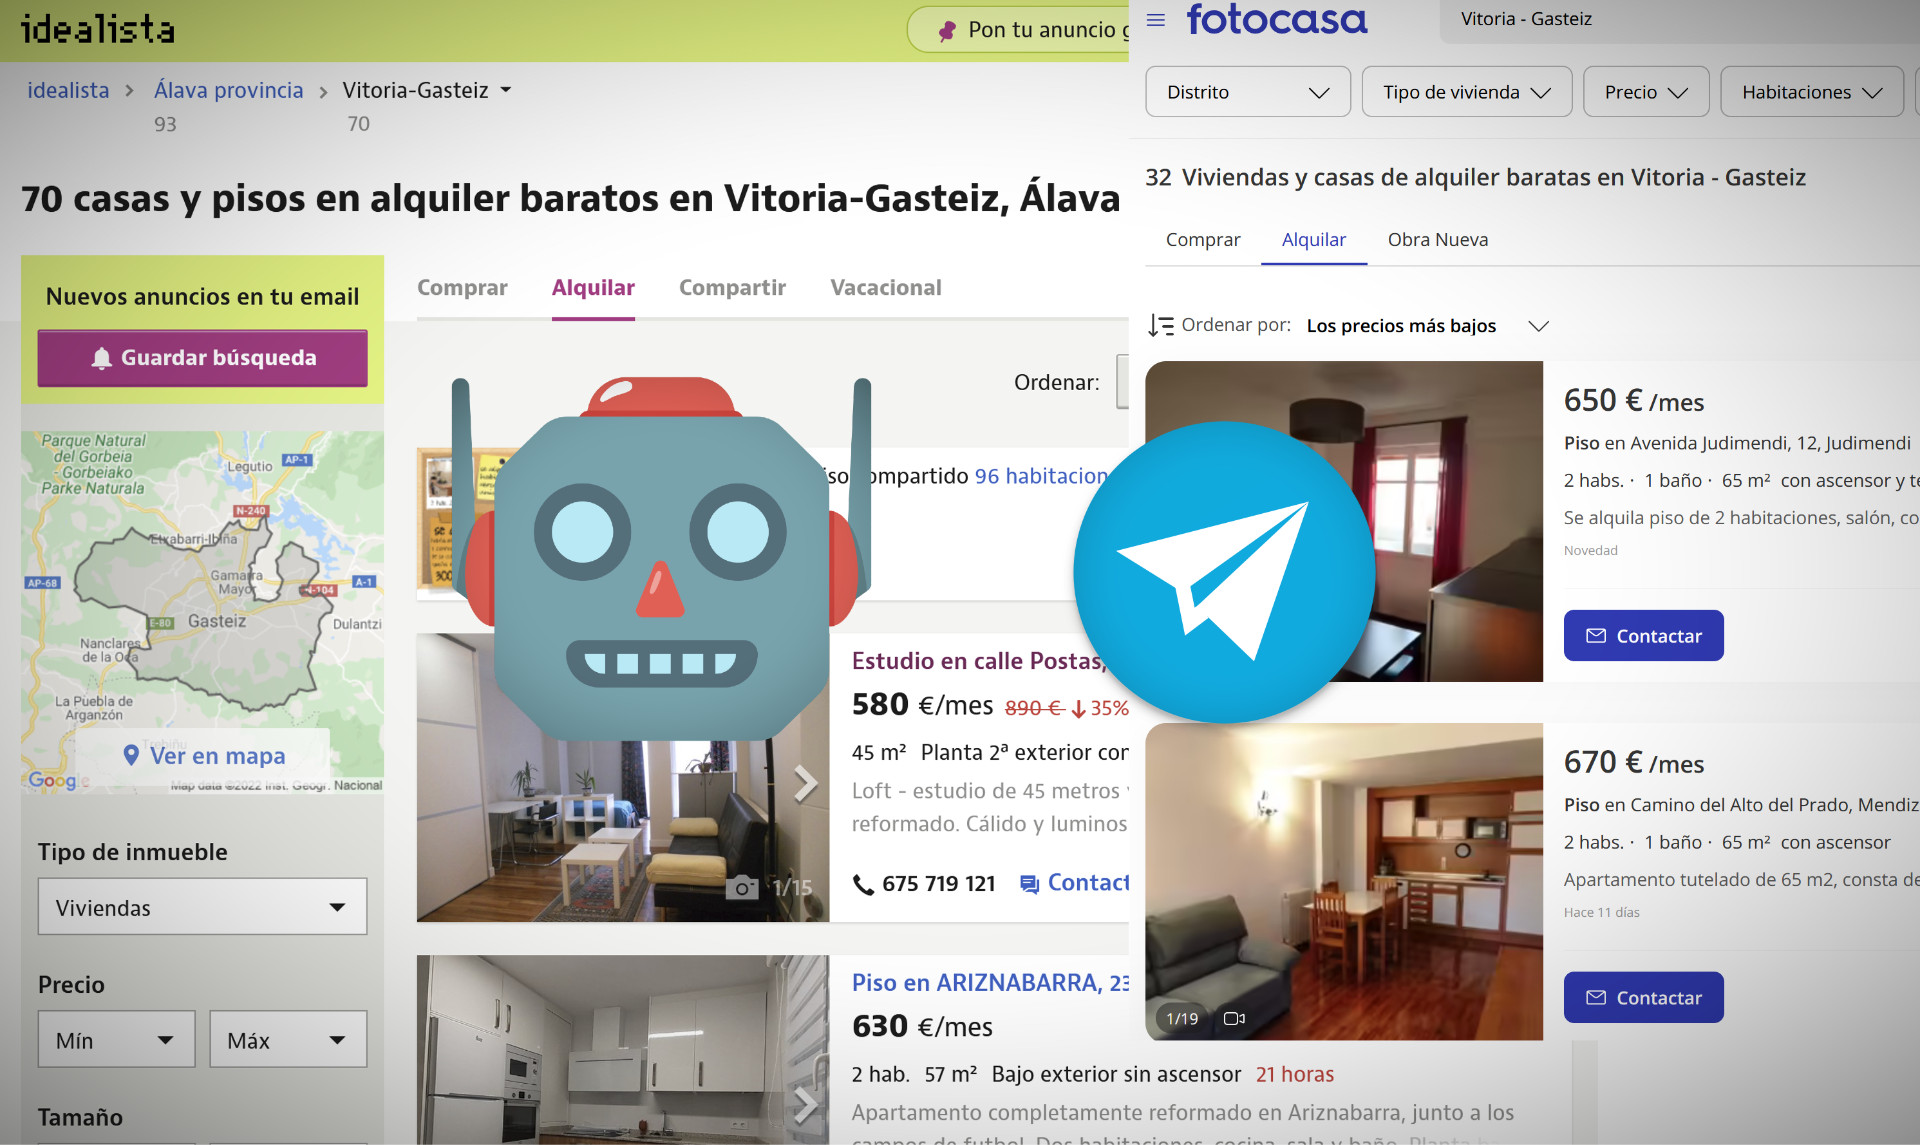 idealista
Pon tu anuncio
idealista > Álava provincia > Vitoria-Gasteiz
93 70
70 casas y pisos en alquiler baratos en Vitoria-Gasteiz, Álava
Nuevos anuncios en tu email
Guardar búsqueda
Comprar Alquilar Compartir Vacacional
Ordenar:
Parque Natural
del Gorbeia
- Gorbeiako
Parke Naturala
Legutio
AP-1
N-240
Etxabarri-Ibiña
AP-68
Gamarra
Mayor
A-1
N-104
E-80
Gasteiz
Dulantzi
Nanclares
de la Oca
La Puebla de
Arganzón
Ver en mapa
Google
Map data ©2022 Inst. Geogr. Nacional
Tipo de inmueble
Viviendas
Precio
Mín Máx
Tamaño
96 habitacion
300
Estudio en calle Postas,
580 €/mes 890 € 35%
45 m² Planta 2ª exterior con
Loft - estudio de 45 metros
reformado. Cálido y luminos
1/15
675 719 121 Contact
Piso en ARIZNABARRA, 23
630 €/mes
2 hab. 57 m² Bajo exterior sin ascensor 21 horas
Apartamento completamente reformado en Ariznabarra, junto a los
campos de futbol. Dos habitaciones, cocina, sala y baño. Planta
fotocasa
Vitoria - Gasteiz
Distrito Tipo de vivienda Precio Habitaciones
32 Viviendas y casas de alquiler baratas en Vitoria - Gasteiz
Comprar Alquilar Obra Nueva
Ordenar por: Los precios más bajos
650 € /mes
Piso en Avenida Judimendi, 12, Judimendi
2 habs. · 1 baño · 65 m² con ascensor y te
Se alquila piso de 2 habitaciones, salón, co
Novedad
Contactar
670 € /mes
Piso en Camino del Alto del Prado, Mendiz
2 habs. · 1 baño · 65 m² con ascensor
Apartamento tutelado de 65 m2, consta de
Hace 11 días
1/19
Contactar